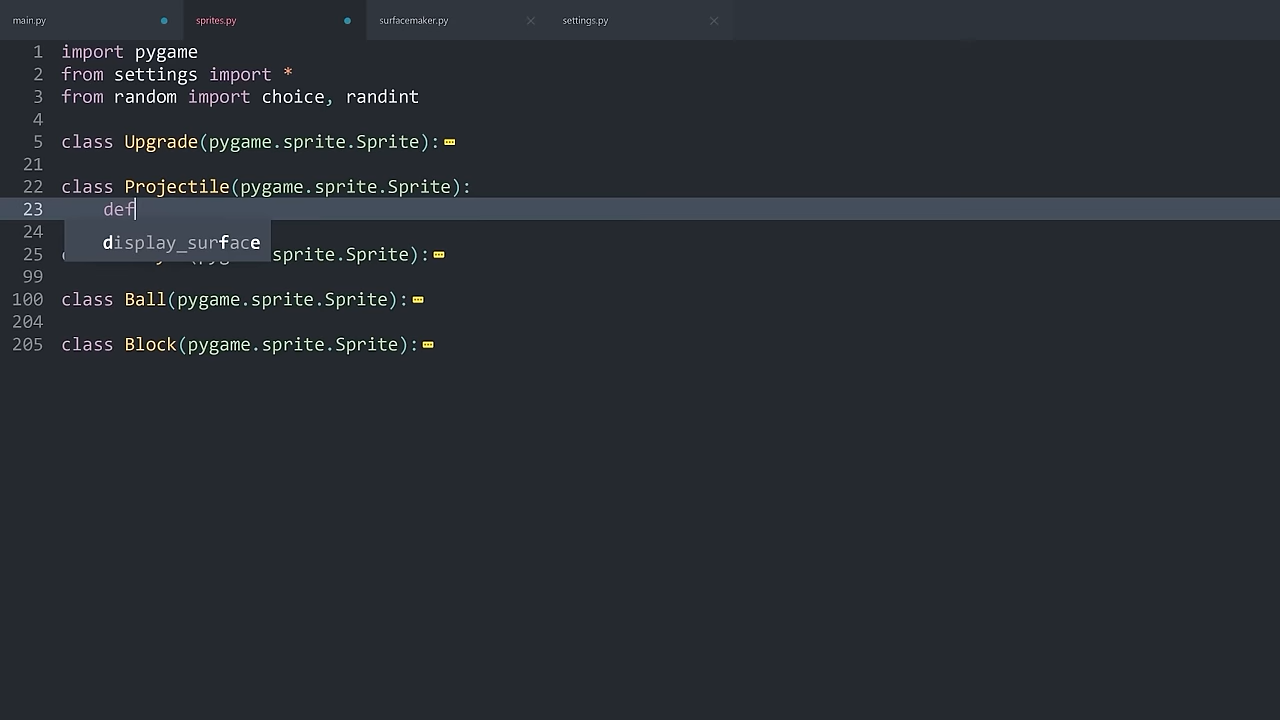 main.py sprites.py surfacemaker.py settings.py
1 import pygame
2 from settings import *
3 from random import choice, randint
4
5 class Upgrade(pygame.sprite.Sprite):
21
22 class Projectile(pygame.sprite.Sprite):
23 def
24
display_surface
25 sprite.Sprite):
99
100 class Ball(pygame.sprite.Sprite):
204
205 class Block(pygame.sprite.Sprite):